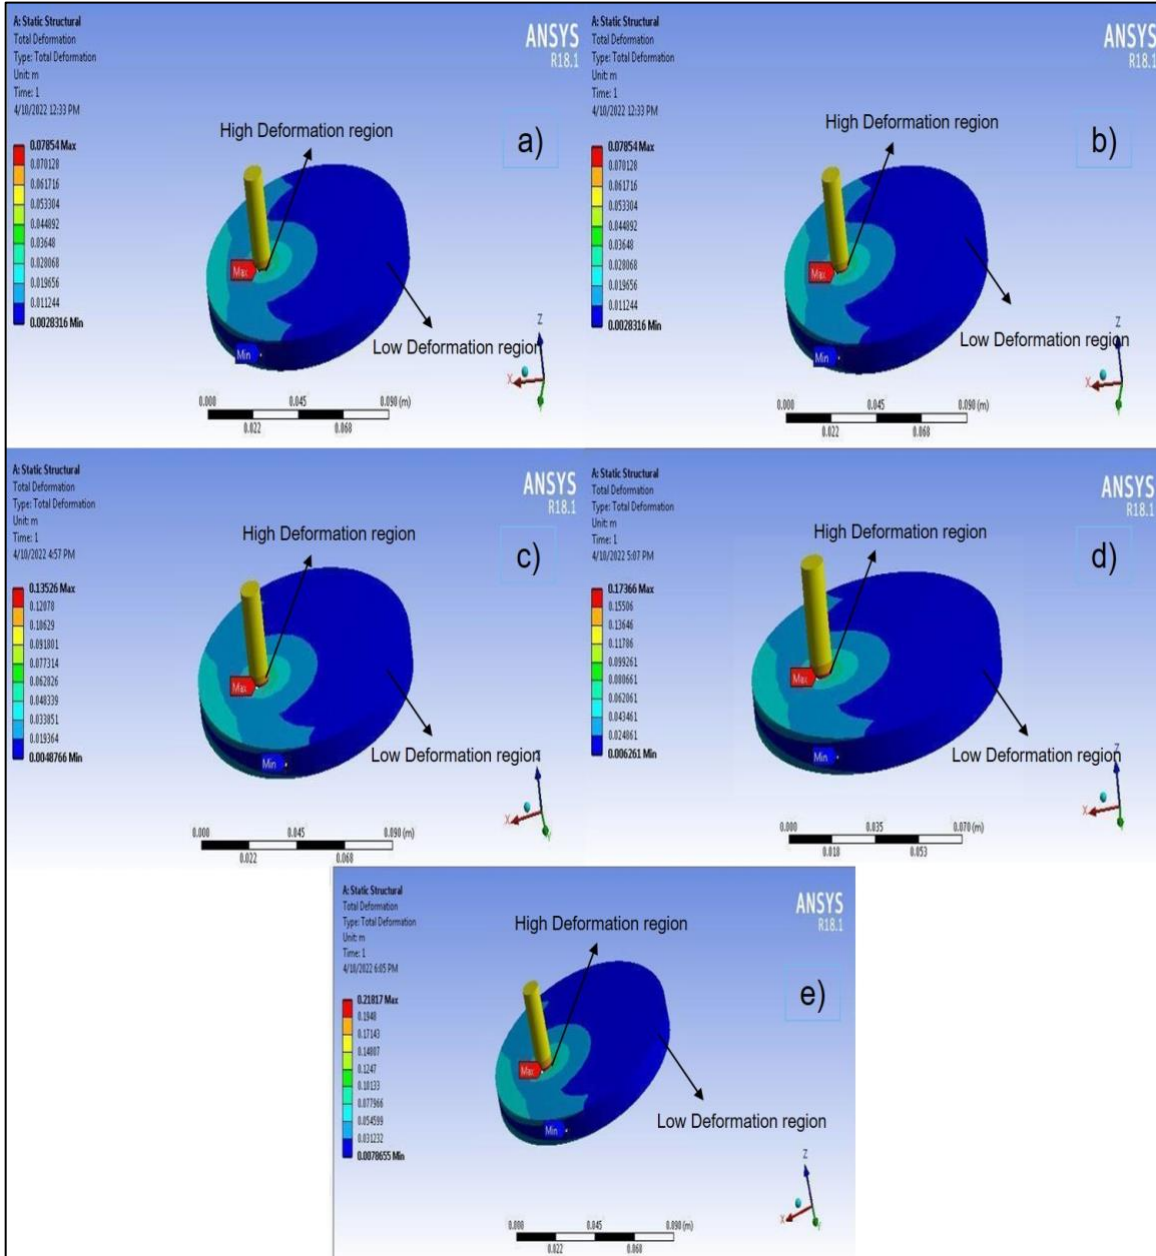 A: Static Structural
Total Deformation
Type: Total Deformation
Unit: m
Time: 1
4/10/2022 12:33 PM
ANSYS
R18.1
a)
High Deformation region
0.07854 Max
0.070128
0.061716
0.053304
0.044892
0.03648
0.028068
0.019656
0.011244
0.0028316 Min
Max
Min
Low Deformation region
Z
X
0.000 0.045 0.090 (m)
0.022 0.068
A: Static Structural
Total Deformation
Type: Total Deformation
Unit: m
Time: 1
4/10/2022 12:33 PM
ANSYS
R18.1
b)
High Deformation region
0.07854 Max
0.070128
0.061716
0.053304
0.044892
0.03648
0.028068
0.019656
0.011244
0.0028316 Min
Max
Min
Low Deformation region
Z
X
0.000 0.045 0.090 (m)
0.022 0.068
A: Static Structural
Total Deformation
Type: Total Deformation
Unit: m
Time: 1
4/10/2022 4:57 PM
ANSYS
R18.1
c)
High Deformation region
0.13526 Max
0.12078
0.10629
0.091801
0.077314
0.062826
0.048339
0.033851
0.019364
0.0048766 Min
Max
Min
Low Deformation region
X
Y
0.000 0.045 0.090 (m)
0.022 0.068
A: Static Structural
Total Deformation
Type: Total Deformation
Unit: m
Time: 1
4/10/2022 5:07 PM
ANSYS
R18.1
d)
High Deformation region
0.17366 Max
0.15506
0.13646
0.11786
0.099261
0.080661
0.062061
0.043461
0.024861
0.006261 Min
Max
Min
Low Deformation region
Z
X
0.000 0.035 0.070 (m)
0.018 0.053
A: Static Structural
Total Deformation
Type: Total Deformation
Unit: m
Time: 1
4/10/2022 6:05 PM
ANSYS
R18.1
e)
High Deformation region
0.21817 Max
0.1948
0.17143
0.14807
0.1247
0.10133
0.077966
0.054599
0.031232
0.0078655 Min
Max
Min
Low Deformation region
Z
X
Y
0.000 0.045 0.090 (m)
0.022 0.068